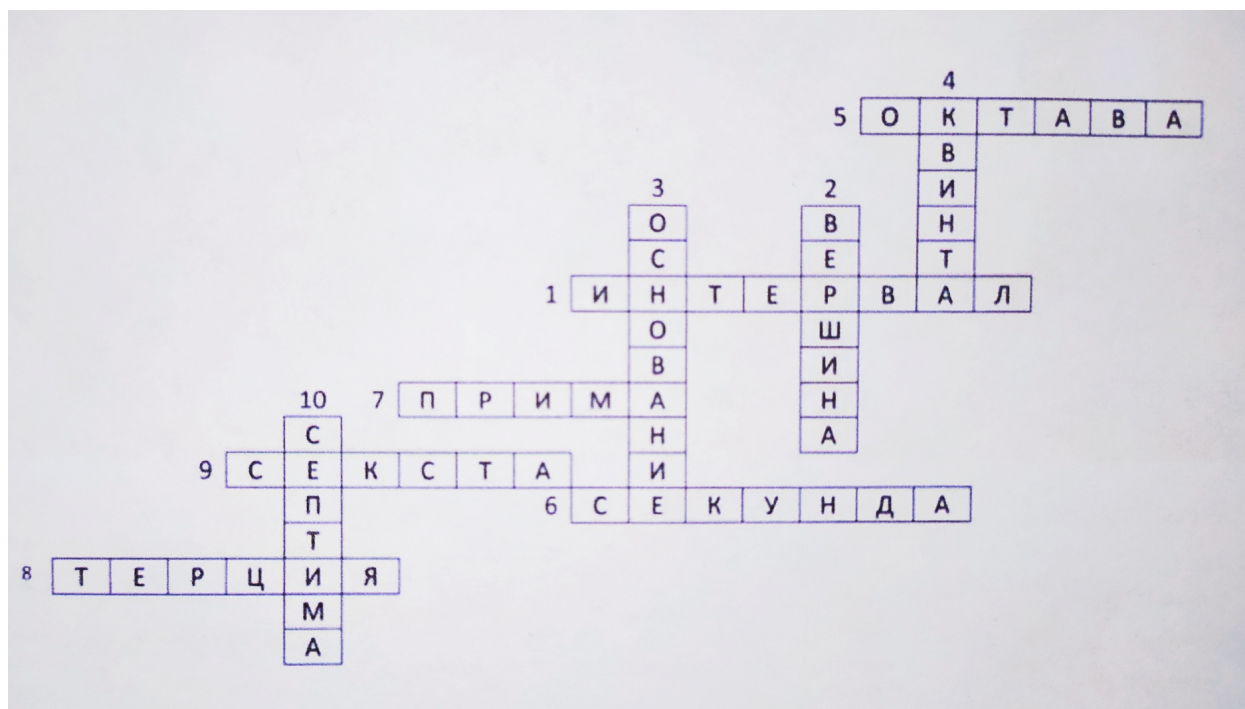 4
5 О К Т А В А
В
3 2 И
О В Н
С Е Т
1 И Н Т Е Р В А Л
О Ш
В И
10 7 П Р И М А Н
С Н А
9 С Е К С Т А И
П 6 С Е К У Н Д А
Т
8 Т Е Р Ц И Я
М
А